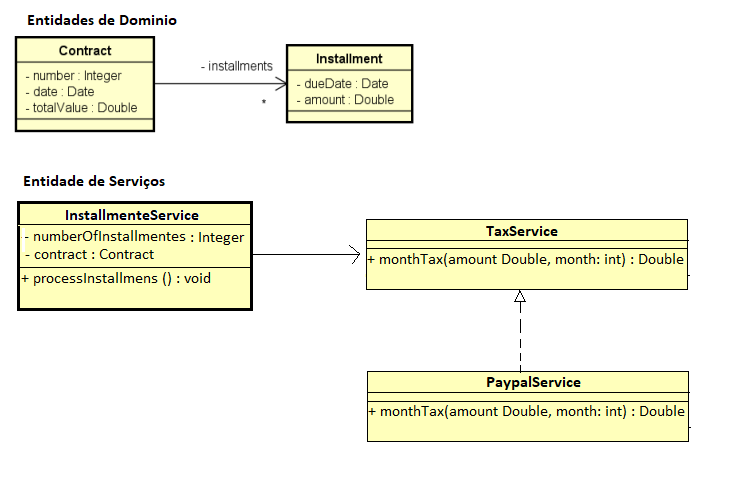 Entidades de Dominio
Contract
- number : Integer
- date : Date
- totalValue : Double
- installments
*
Installment
- dueDate : Date
- amount : Double
Entidade de Serviços
InstallmenteService
- numberOfInstallmentes : Integer
- contract : Contract
+ processInstallmens () : void
TaxService
+ monthTax(amount Double, month: int) : Double
PaypalService
+ monthTax(amount Double, month: int) : Double